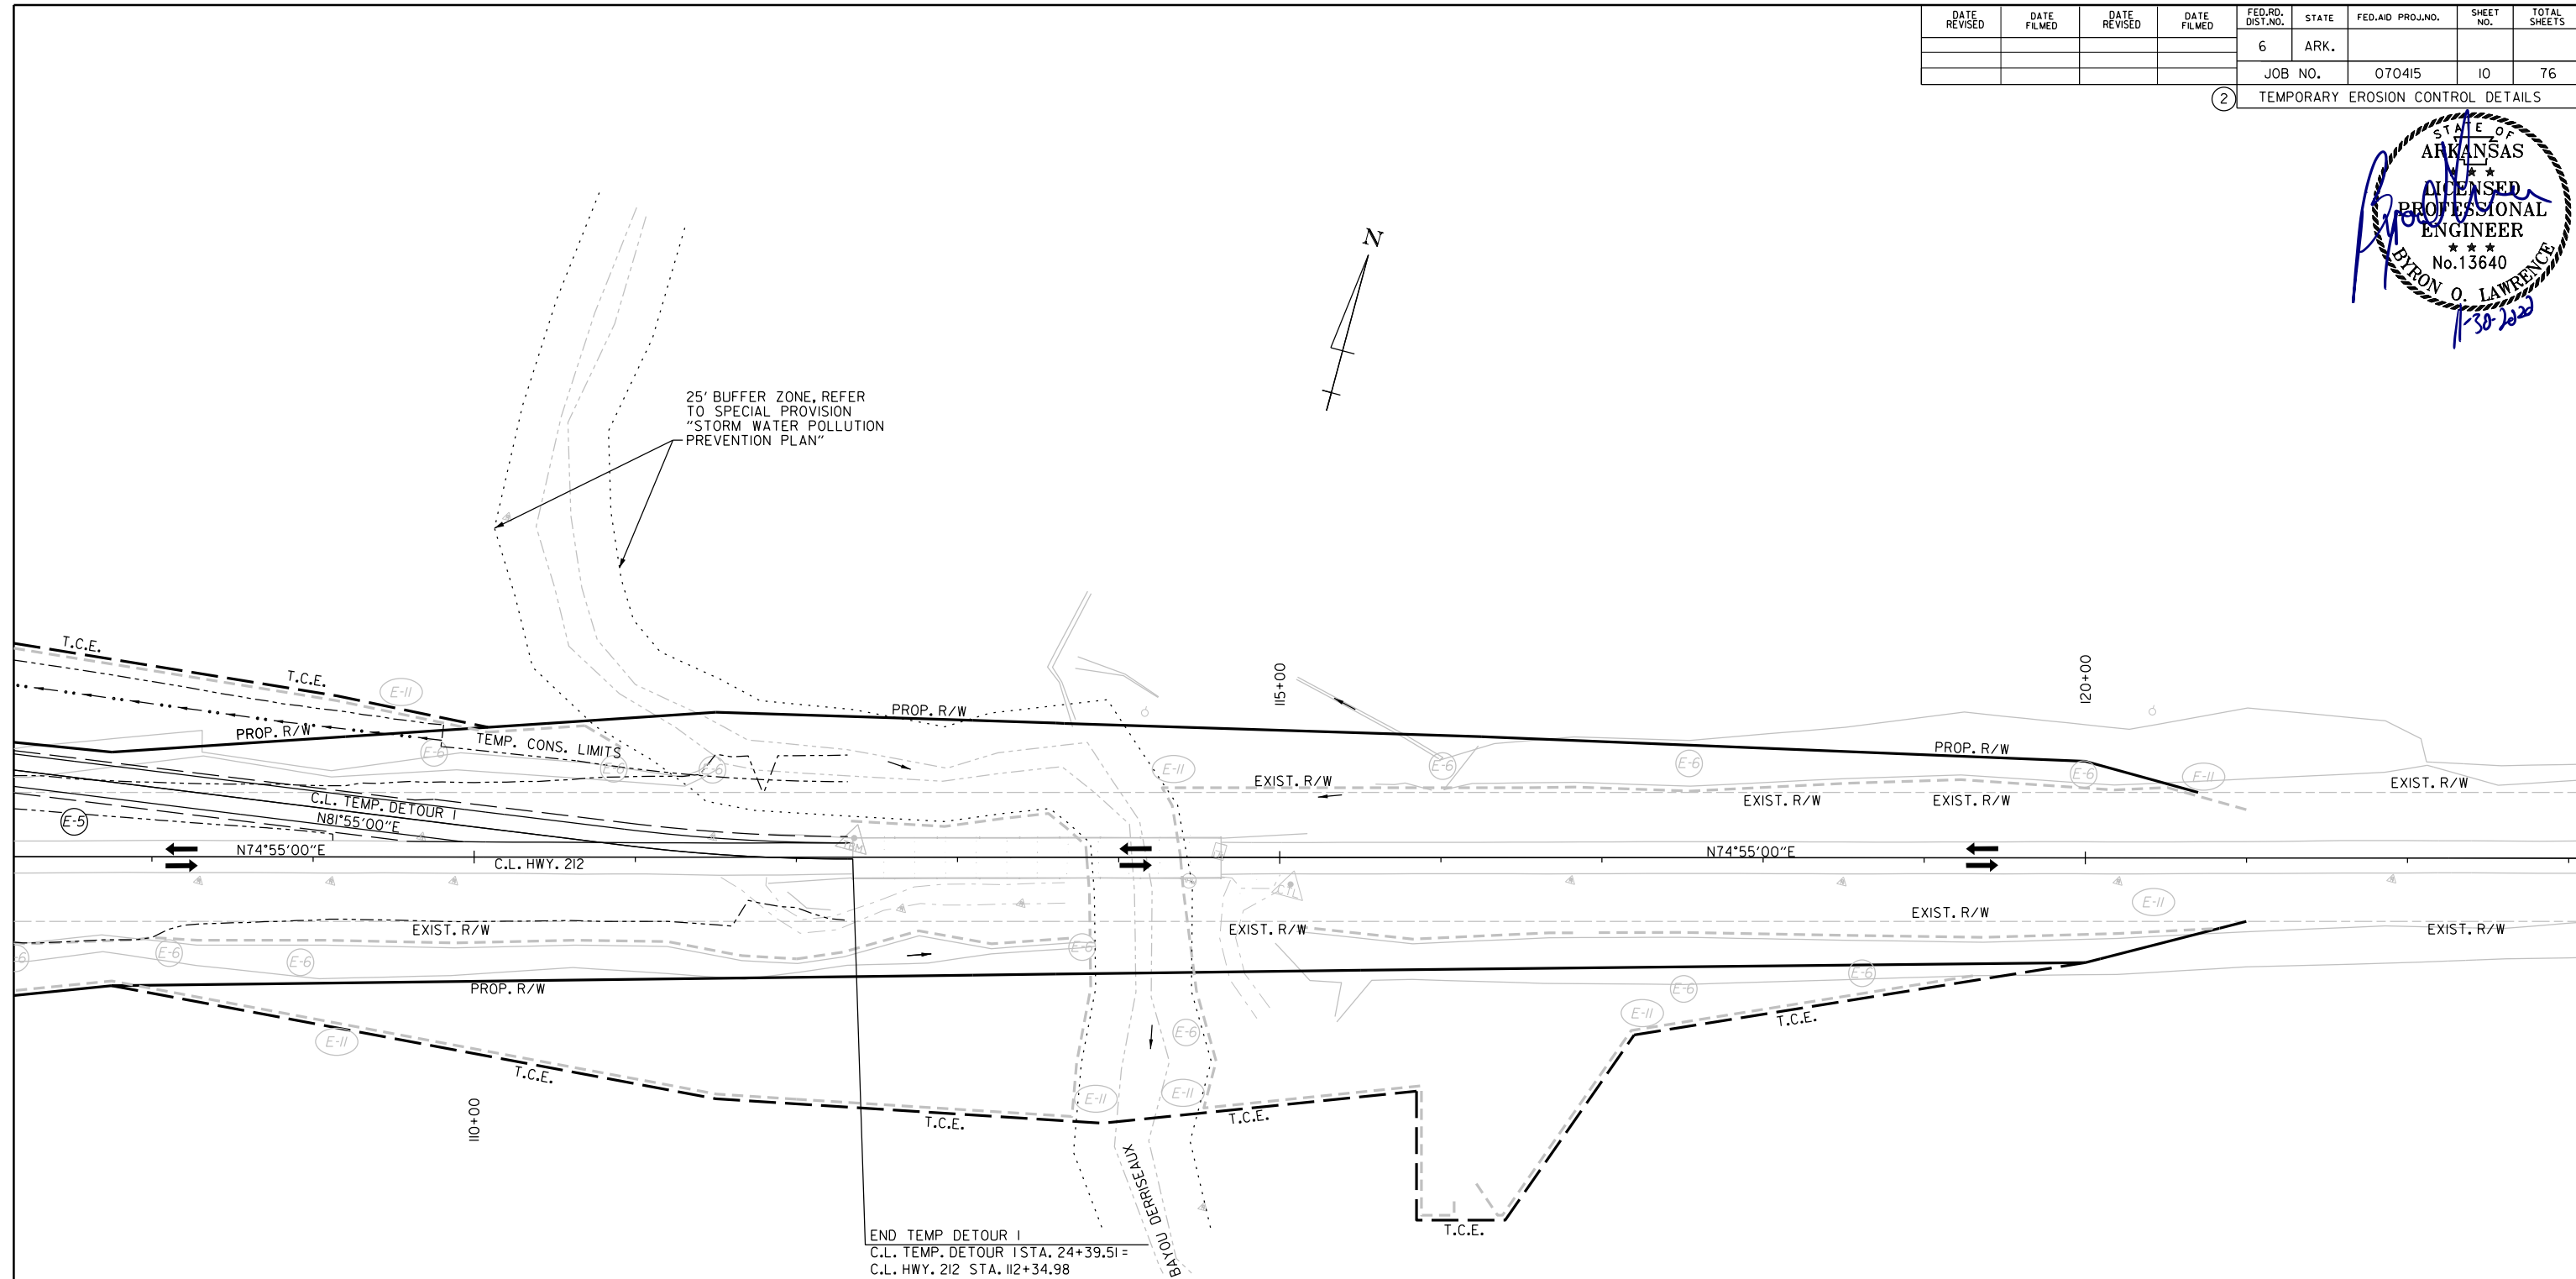 DATE REVISED
DATE FILMED
DATE REVISED
DATE FILMED
FED.RD. DIST.NO.
STATE
FED.AID PROJ.NO.
SHEET NO.
TOTAL SHEETS
6
ARK.
JOB NO.
070415
10
76
2
TEMPORARY EROSION CONTROL DETAILS
STATE OF
ARKANSAS
LICENSED
PROFESSIONAL
ENGINEER
No.13640
BYRON O. LAWRENCE
N
25' BUFFER ZONE, REFER
TO SPECIAL PROVISION
"STORM WATER POLLUTION
PREVENTION PLAN"
T.C.E.
T.C.E.
E-11
115+00
120+00
PROP. R/W
PROP. R/W
TEMP. CONS. LIMITS
PROP. R/W
E-6
E-6
E-6
E-11
E-6
E-6
E-6
E-11
EXIST. R/W
EXIST. R/W
EXIST. R/W
EXIST. R/W
C.L. TEMP. DETOUR 1
N81°55'00"E
E-5
N74°55'00"E
C.L. HWY. 212
N74°55'00"E
E-11
EXIST. R/W
EXIST. R/W
EXIST. R/W
EXIST. R/W
E-6
E-6
E-6
E-6
E-6
PROP. R/W
E-11
E-6
E-11
T.C.E.
T.C.E.
110+00
E-11
E-11
T.C.E.
T.C.E.
BAYOU DERRISEAUX
T.C.E.
END TEMP DETOUR 1
C.L. TEMP. DETOUR 1 STA. 24+39.51 =
C.L. HWY. 212 STA. 112+34.98